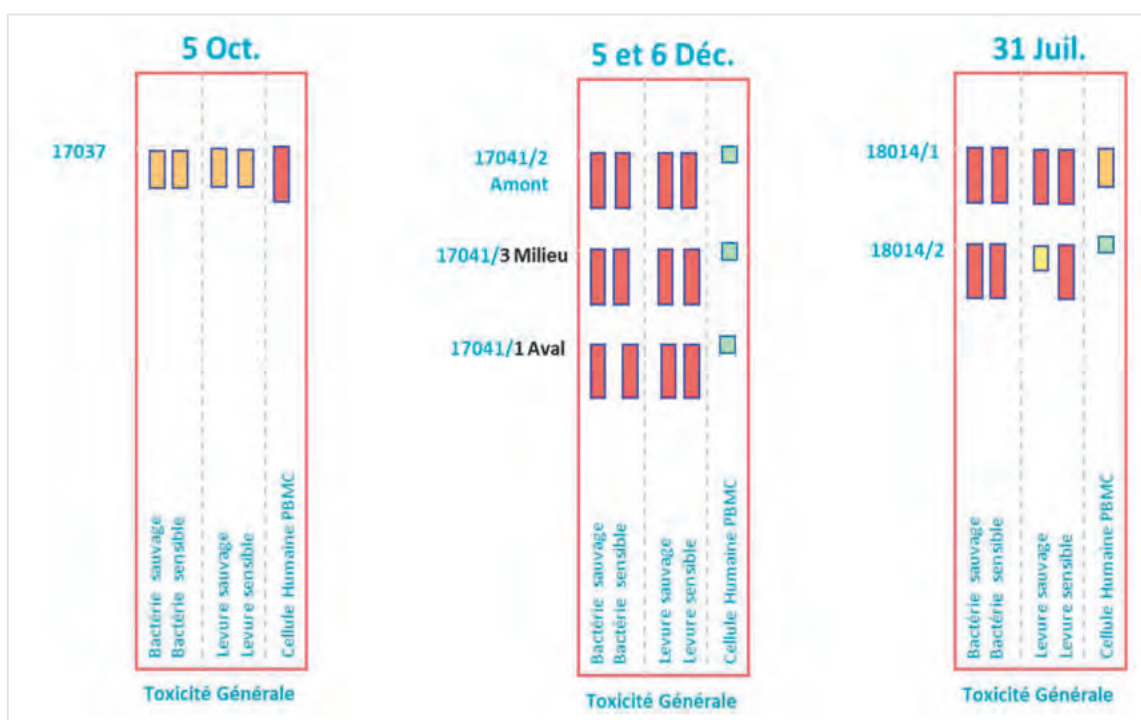 5 Oct.
17037
Bactérie sauvage
Bactérie sensible
Levure sauvage
Levure sensible
Cellule Humaine PBMC
Toxicité Générale
5 et 6 Déc.
17041/2
Amont
17041/3 Milieu
17041/1 Aval
Bactérie sauvage
Bactérie sensible
Levure sauvage
Levure sensible
Cellule Humaine PBMC
Toxicité Générale
31 Juil.
18014/1
18014/2
Bactérie sauvage
Bactérie sensible
Levure sauvage
Levure sensible
Cellule Humaine PBMC
Toxicité Générale